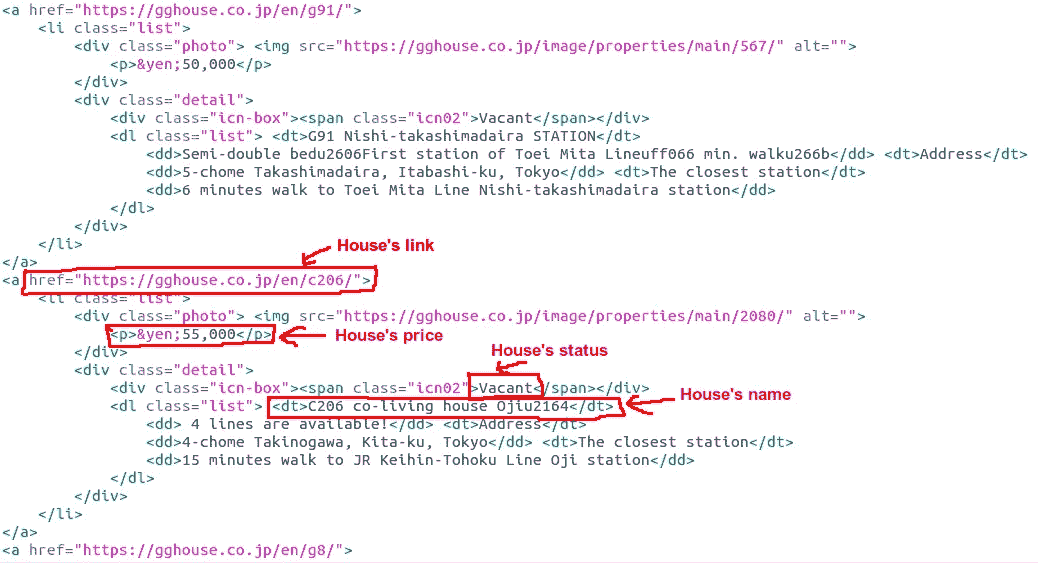 <a href="https://gghouse.co.jp/en/g91/">
<li class="list">
<div class="photo"> <img src="https://gghouse.co.jp/image/properties/main/567/" alt="">
<p>&yen;50,000</p>
</div>
<div class="detail">
<div class="icn-box"><span class="icn02">Vacant</span></div>
<dl class="list"> <dt>G91 Nishi-takashimadaira STATION</dt>
<dd>Semi-double bedu2606First station of Toei Mita Lineuff066 min. walku266b</dd> <dt>Address</dt>
<dd>5-chome Takashimadaira, Itabashi-ku, Tokyo</dd> <dt>The closest station</dt>
<dd>6 minutes walk to Toei Mita Line Nishi-takashimadaira station</dd>
</dl>
</div>
</li>
House's link
</a>
<a href="https://gghouse.co.jp/en/c206/">
<li class="list">
<div class="photo"> <img src="https://gghouse.co.jp/image/properties/main/2080/" alt="">
<p>&yen;55,000</p>
House's price
</div>
House's status
<div class="detail">
<div class="icn-box"><span class="icn02">Vacant</span></div>
House's name
<dl class="list"> <dt>C206 co-living house Ojiu2164</dt>
<dd> 4 lines are available!</dd> <dt>Address</dt>
<dd>4-chome Takinogawa, Kita-ku, Tokyo</dd> <dt>The closest station</dt>
<dd>15 minutes walk to JR Keihin-Tohoku Line Oji station</dd>
</dl>
</div>
</li>
</a>
<a href="https://gghouse.co.jp/en/g8/">